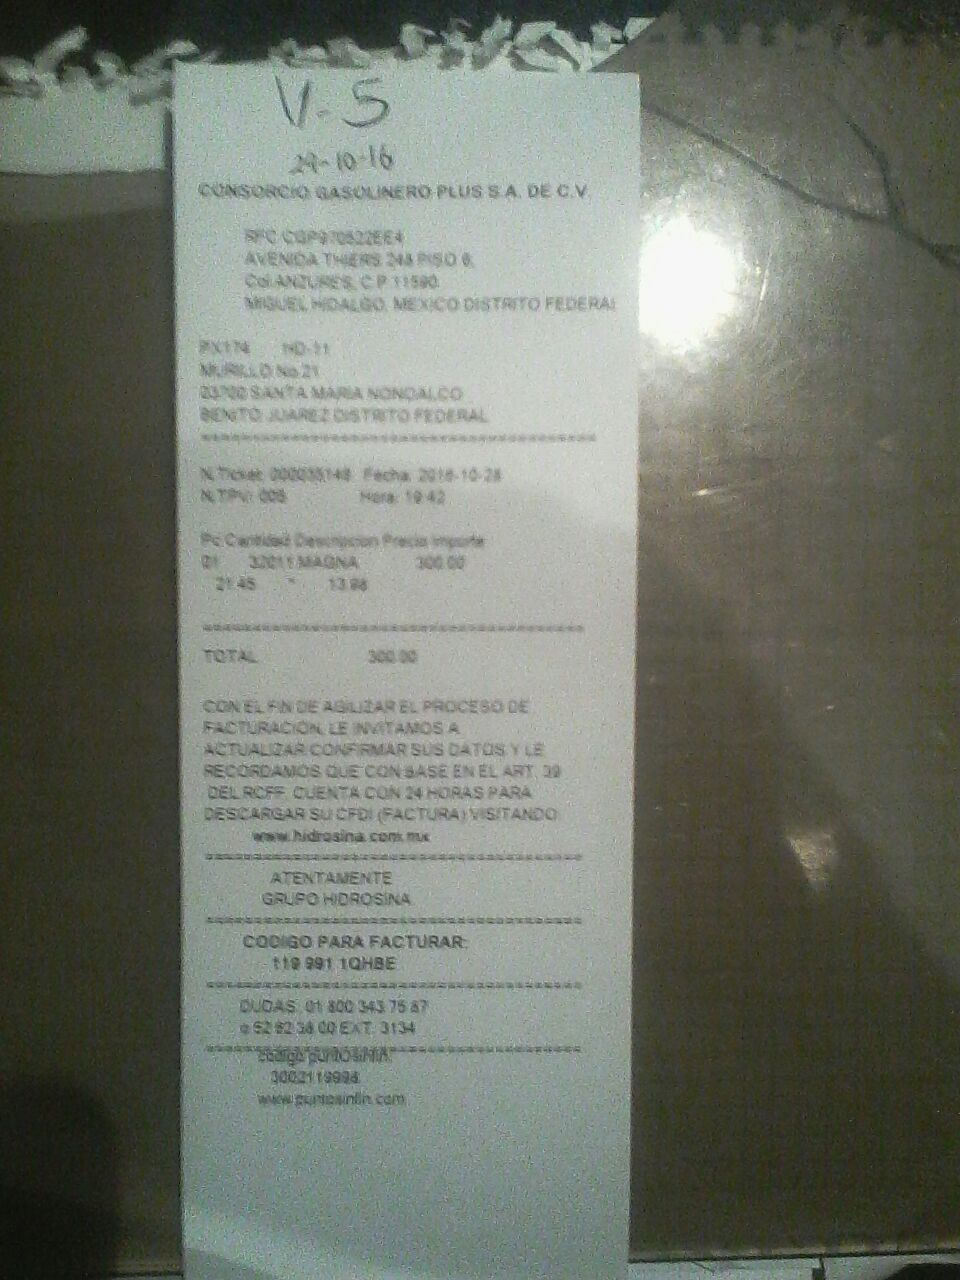 V-5
29-10-16
CONSORCIO GASOLINERO PLUS S.A. DE C.V.
RFC CGP970522EE4
AVENIDA THIERS 248 PISO 6,
Col ANZURES, C.P 11590
MIGUEL HIDALGO, MEXICO DISTRITO FEDERAL
PX174 HD-11
MURILLO No 21
03700 SANTA MARIA NONOALCO
BENITO JUAREZ DISTRITO FEDERAL
N.Ticket: 000035148 Fecha: 2016-10-28
N.TPV: 005 Hora: 19:42
Pc Cantidad Descripcion Precio Importe
01 32011 MAGNA 300.00
21.45 * 13.98
TOTAL 300.00
CON EL FIN DE AGILIZAR EL PROCESO DE
FACTURACION, LE INVITAMOS A
ACTUALIZAR CONFIRMAR SUS DATOS Y LE
RECORDAMOS QUE CON BASE EN EL ART. 39
DEL RCFF. CUENTA CON 24 HORAS PARA
DESCARGAR SU CFDI (FACTURA) VISITANDO
www.hidrosina.com.mx
ATENTAMENTE
GRUPO HIDROSINA
CODIGO PARA FACTURAR:
119 991 1QHBE
DUDAS: 01 800 343 75 87
o 52 62 38 00 EXT. 3134
codigo puntosinfin:
3002119998
www.puntosinfin.com